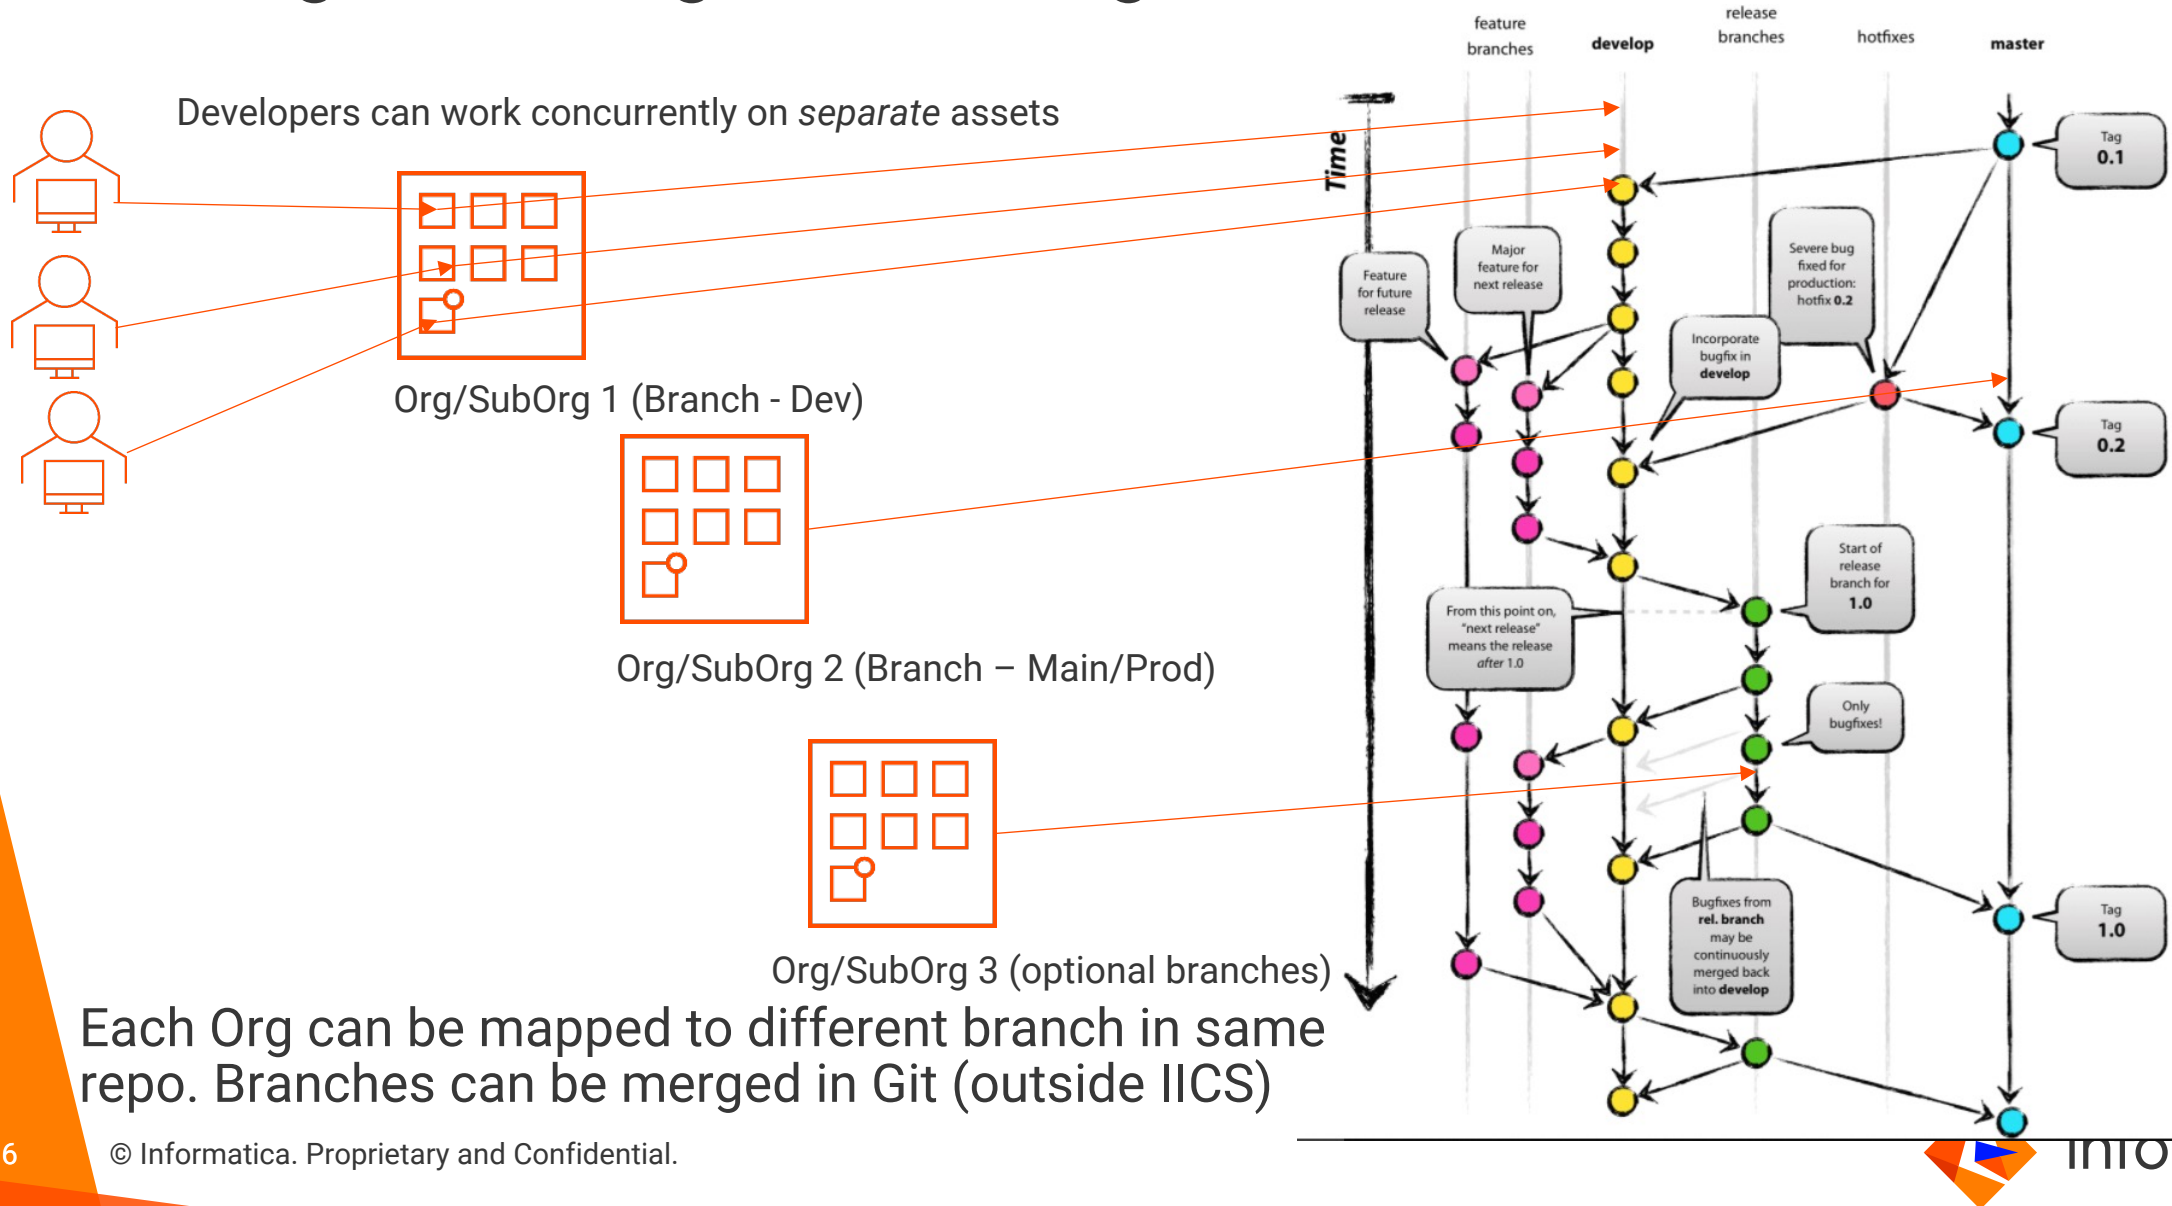 Developers can work concurrently on separate assets
Org/SubOrg 1 (Branch - Dev)
Org/SubOrg 2 (Branch – Main/Prod)
Org/SubOrg 3 (optional branches)
Each Org can be mapped to different branch in same
repo. Branches can be merged in Git (outside IICS)
6
© Informatica. Proprietary and Confidential.
feature
branches
develop
release
branches
hotfixes
master
Time
Tag
0.1
Feature
for future
release
Major
feature for
next release
Severe bug
fixed for
production:
hotfix 0.2
Incorporate
bugfix in
develop
Tag
0.2
Start of
release
branch for
1.0
From this point on,
"next release"
means the release
after 1.0
Only
bugfixes!
Bugfixes from
rel. branch
may be
continuously
merged back
into develop
Tag
1.0